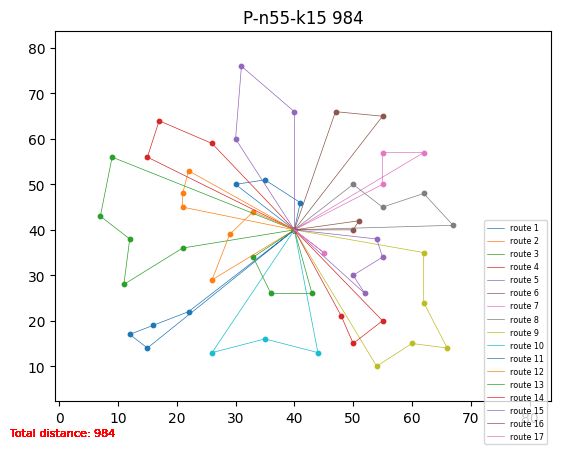 P-n55-k15 984
80
70
60
50
40
30
20
10
0
10
20
30
40
50
60
70
80
route 1
route 2
route 3
route 4
route 5
route 6
route 7
route 8
route 9
route 10
route 11
route 12
route 13
route 14
route 15
route 16
route 17
Total distance: 984